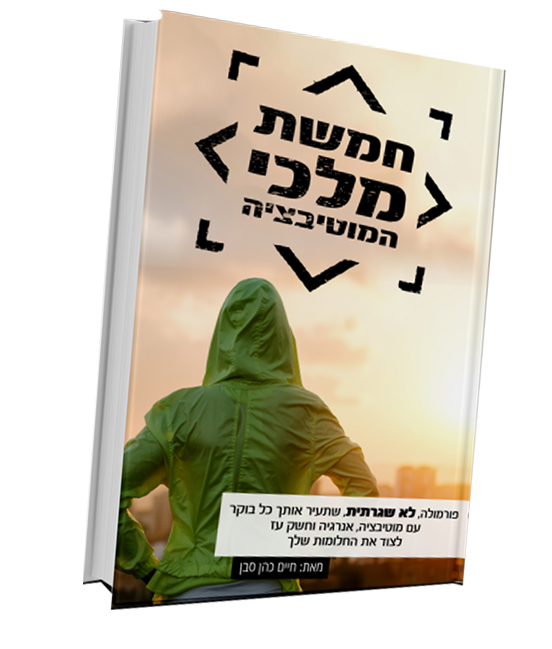 חמשת
מלכי
המוטיבציה
פורמולה, לא שגרתית, שתעיר אותך כל בוקר
עם מוטיבציה, אנרגיה וחשק עז
לצוד את החלומות שלך
מאת: חיים כהן סבן